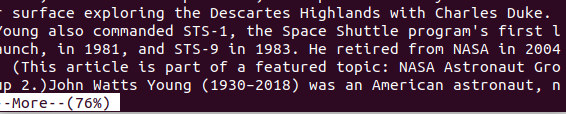 r surface exploring the Descartes Highlands with Charles Duke.
Young also commanded STS-1, the Space Shuttle program's first l
aunch, in 1981, and STS-9 in 1983. He retired from NASA in 2004
(This article is part of a featured topic: NASA Astronaut Gro
up 2.)John Watts Young (1930–2018) was an American astronaut, n
--More--(76%)